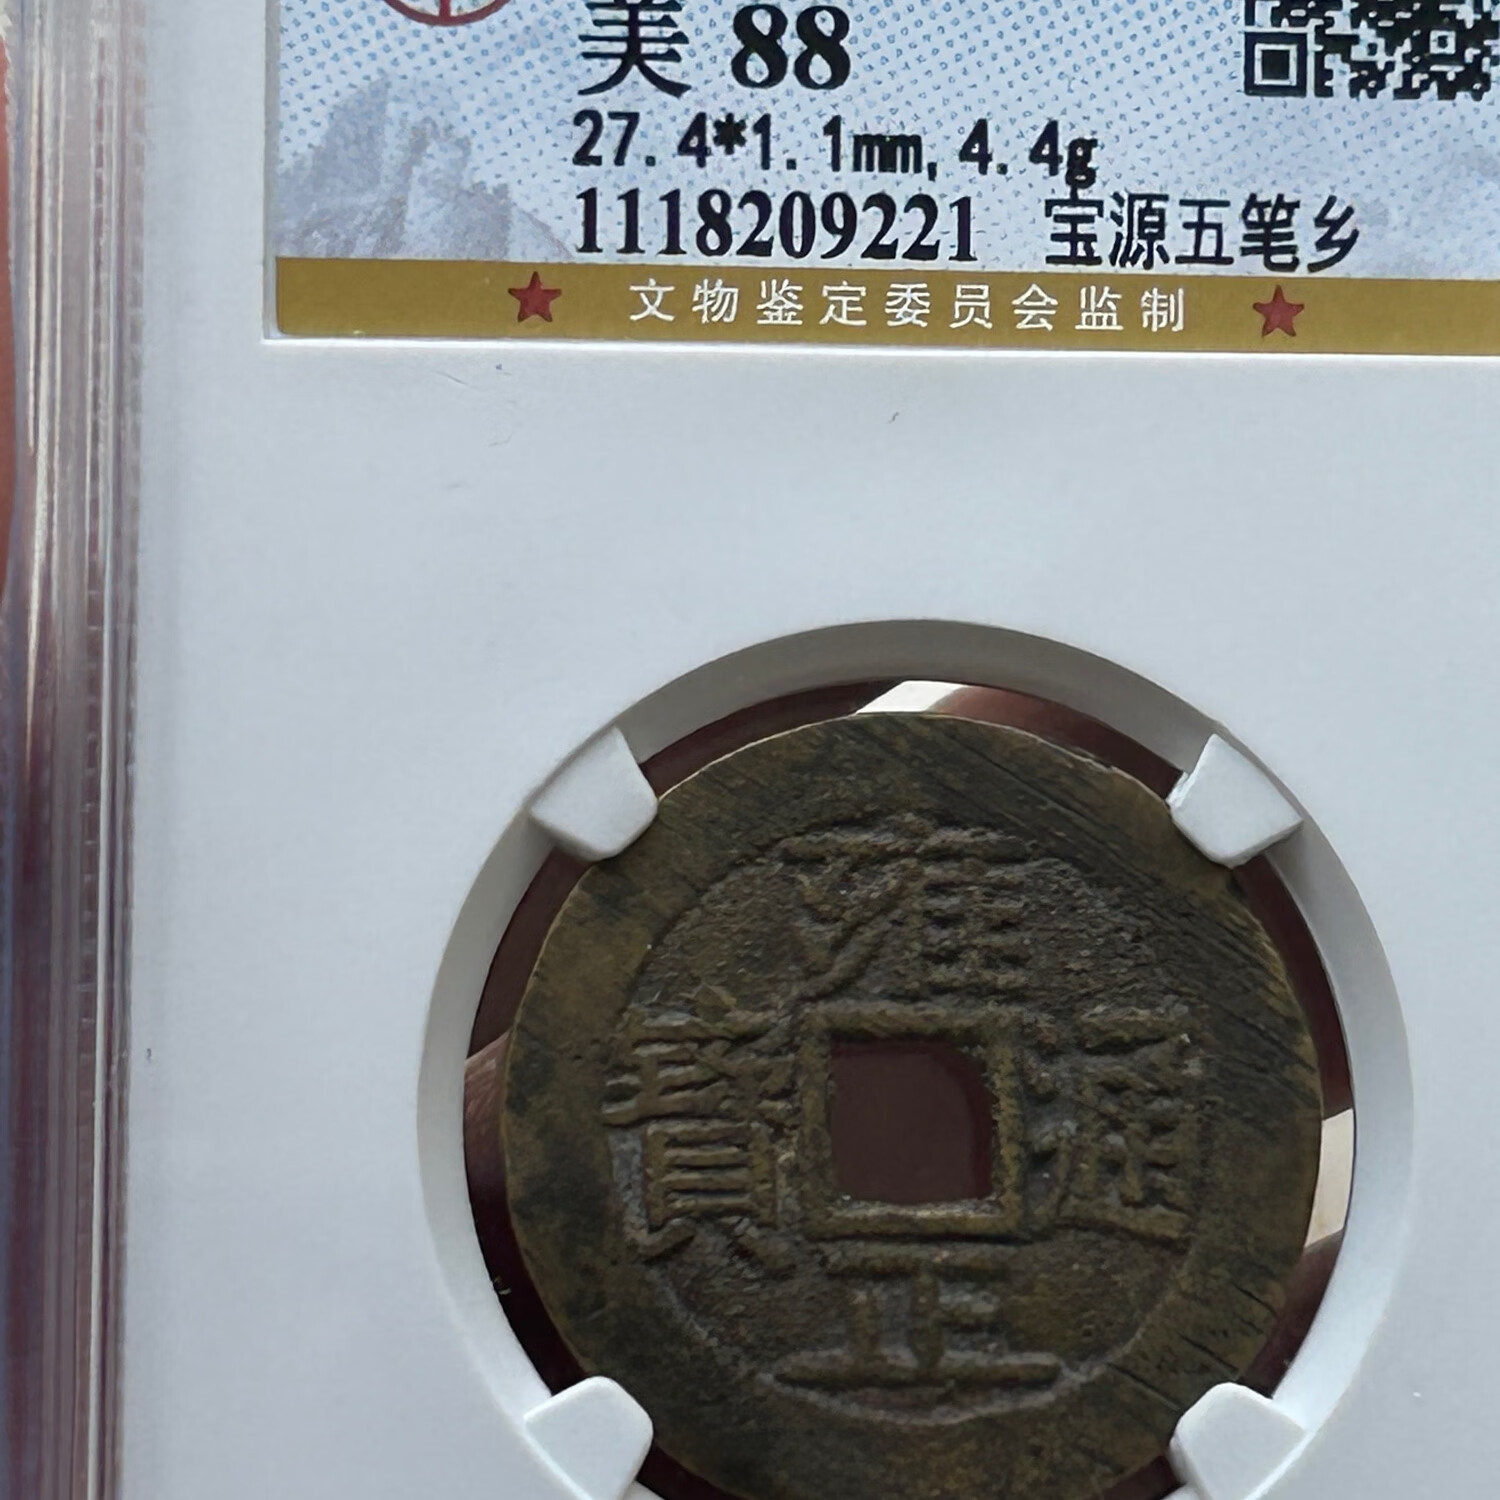 美 88
27.4*1.1mm,4.4g
1118209221 宝源五笔乡
文物鉴定委员会监制
雍
寶 通
正